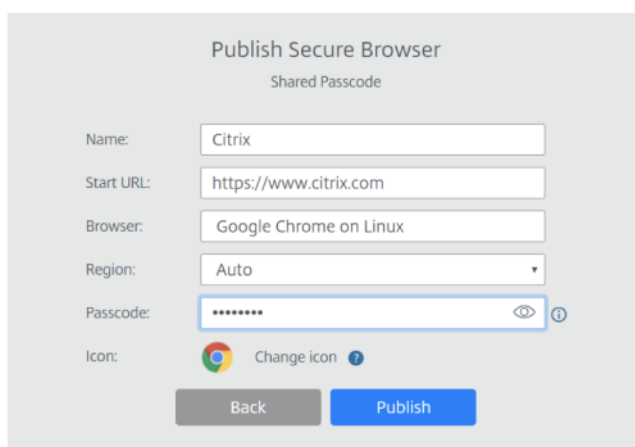 Publish Secure Browser
Shared Passcode
Name: Citrix
Start URL: https://www.citrix.com
Browser: Google Chrome on Linux
Region: Auto
Passcode: ••••••••
Icon: Change icon ?
Back Publish